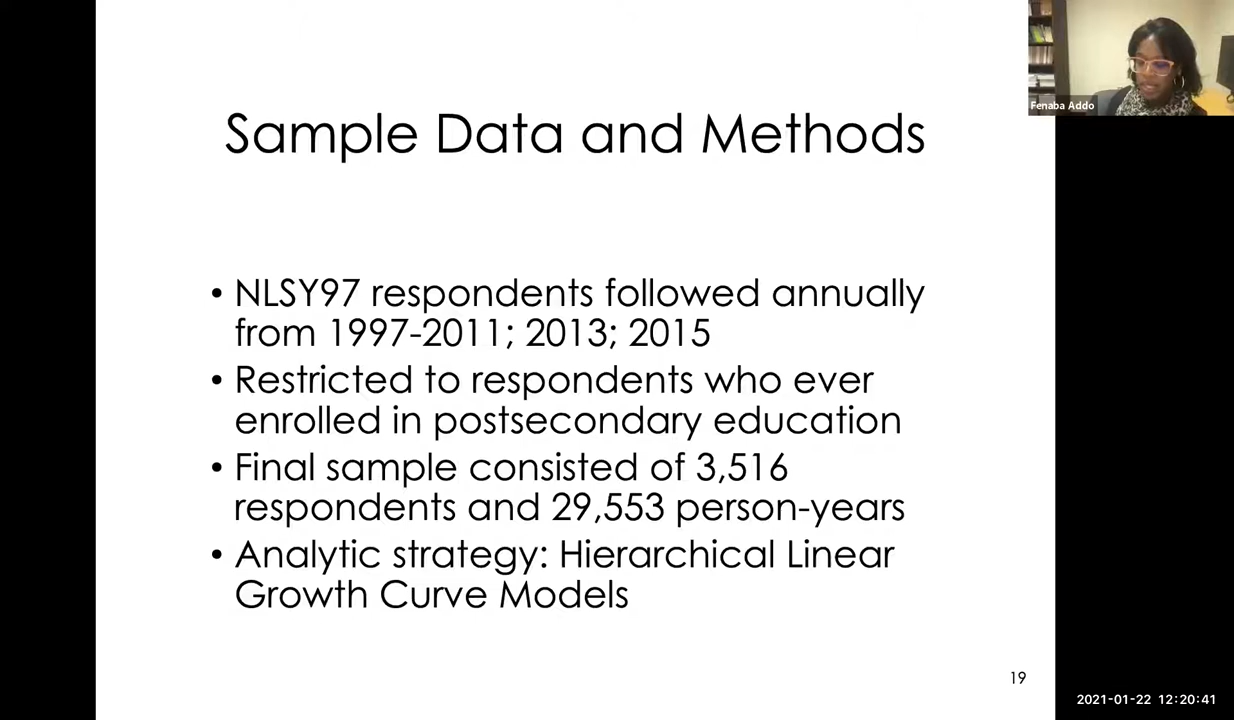 Fenaba Addo
Sample Data and Methods
• NLSY97 respondents followed annually
from 1997-2011; 2013; 2015
• Restricted to respondents who ever
enrolled in postsecondary education
• Final sample consisted of 3,516
respondents and 29,553 person-years
• Analytic strategy: Hierarchical Linear
Growth Curve Models
19
2021-01-22 12:20:41